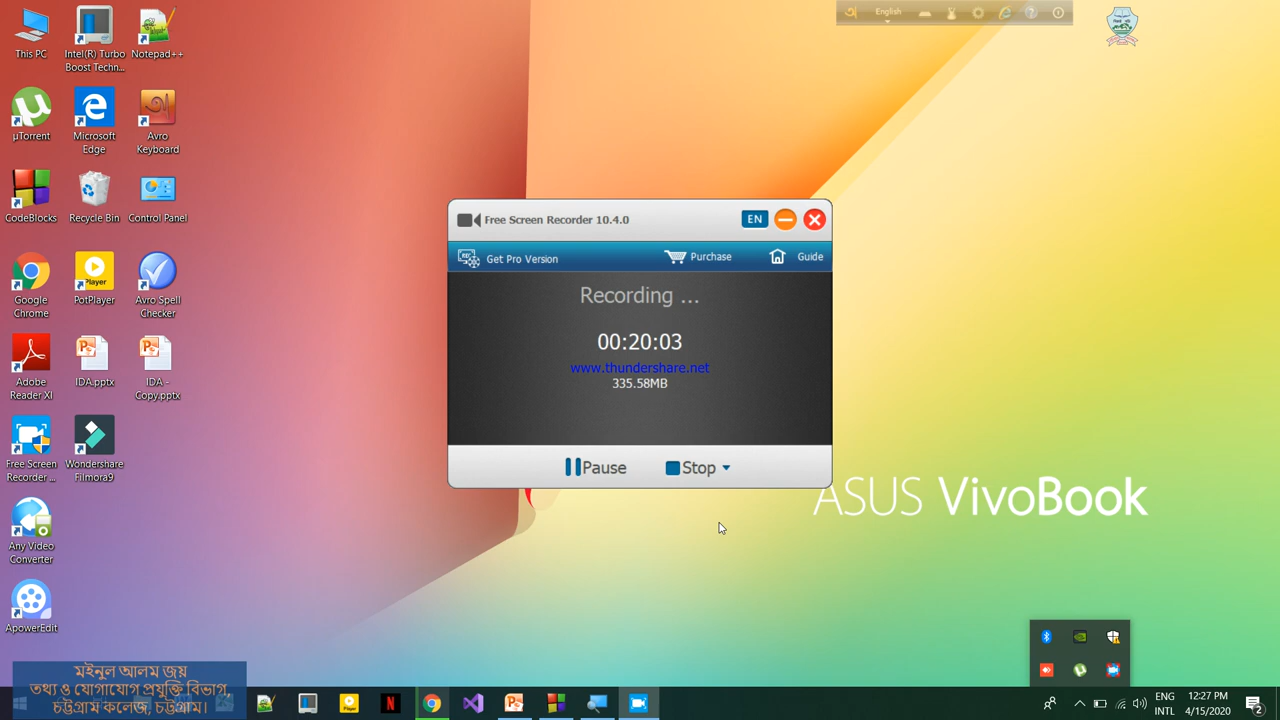 English
This PC
Intel(R) Turbo
Boost Techn...
Notepad++
µTorrent
Microsoft
Edge
Avro
Keyboard
CodeBlocks
Recycle Bin
Control Panel
Google
Chrome
PotPlayer
Avro Spell
Checker
Adobe
Reader XI
IDA.pptx
IDA -
Copy.pptx
Free Screen
Recorder ...
Wondershare
Filmora9
Any Video
Converter
ApowerEdit
Free Screen Recorder 10.4.0
EN
Get Pro Version
Purchase
Guide
Recording ...
00:20:03
www.thundershare.net
335.58MB
Pause
Stop
ASUS VivoBook
মইনুল আলম জয়
তথ্য ও যোগাযোগ প্রযুক্তি বিভাগ,
চট্টগ্রাম কলেজ, চট্টগ্রাম।
ENG
INTL
12:27 PM
4/15/2020
2